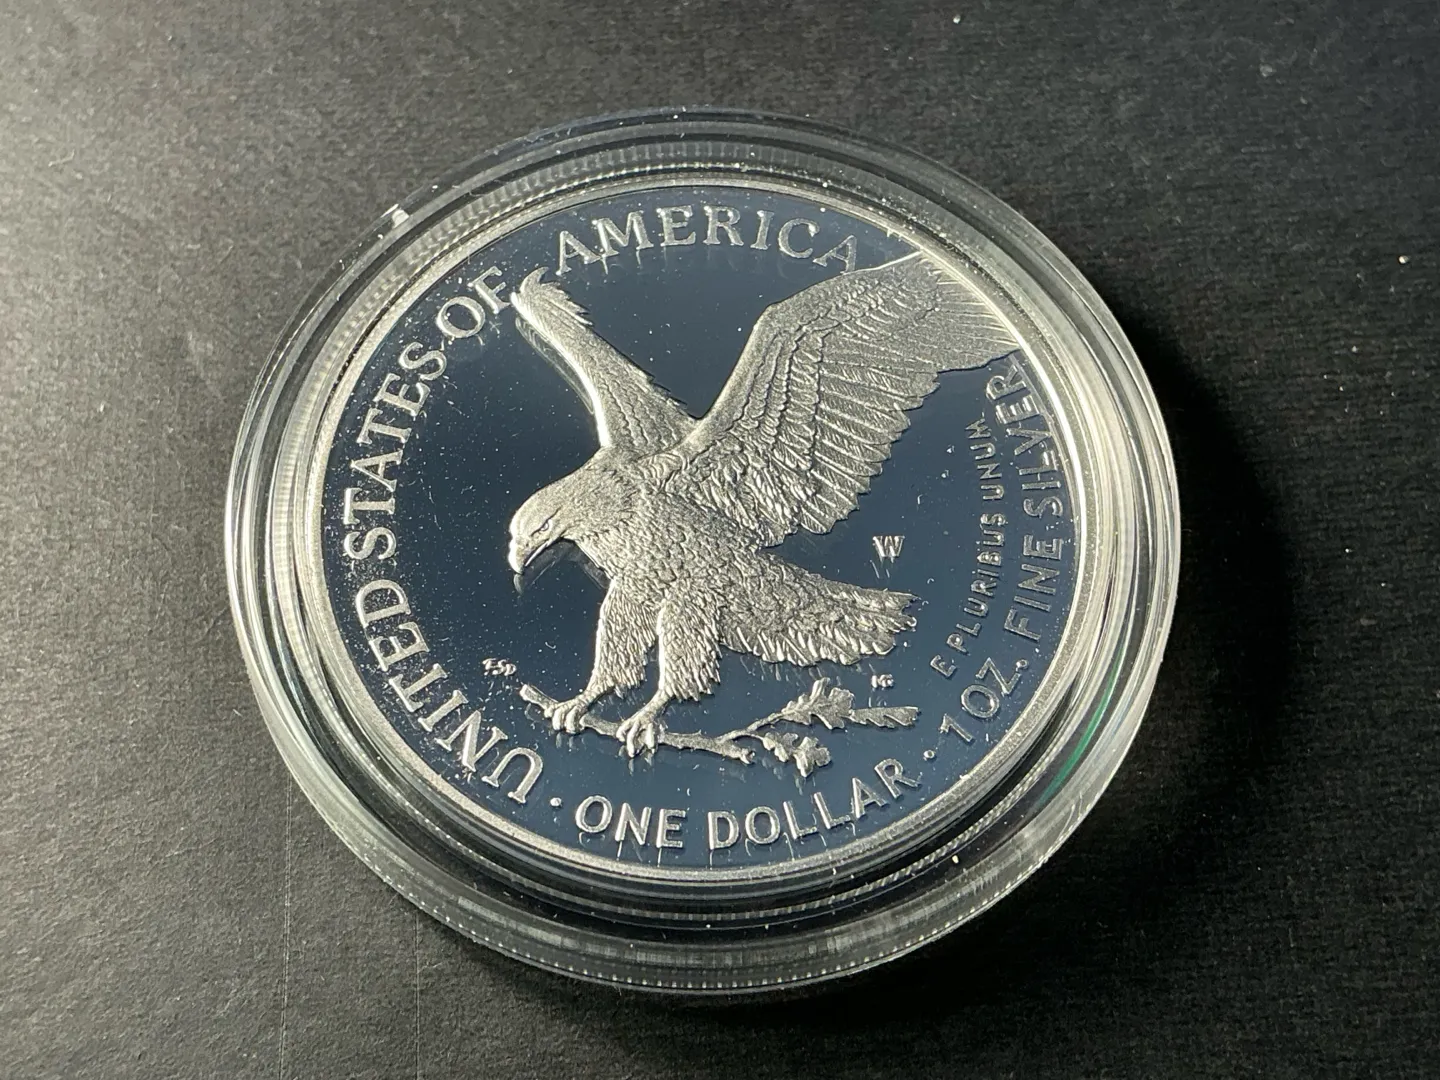 UNITED STATES OF AMERICA
W
E PLURIBUS UNUM
· ONE DOLLAR · 1 OZ. FINE SILVER